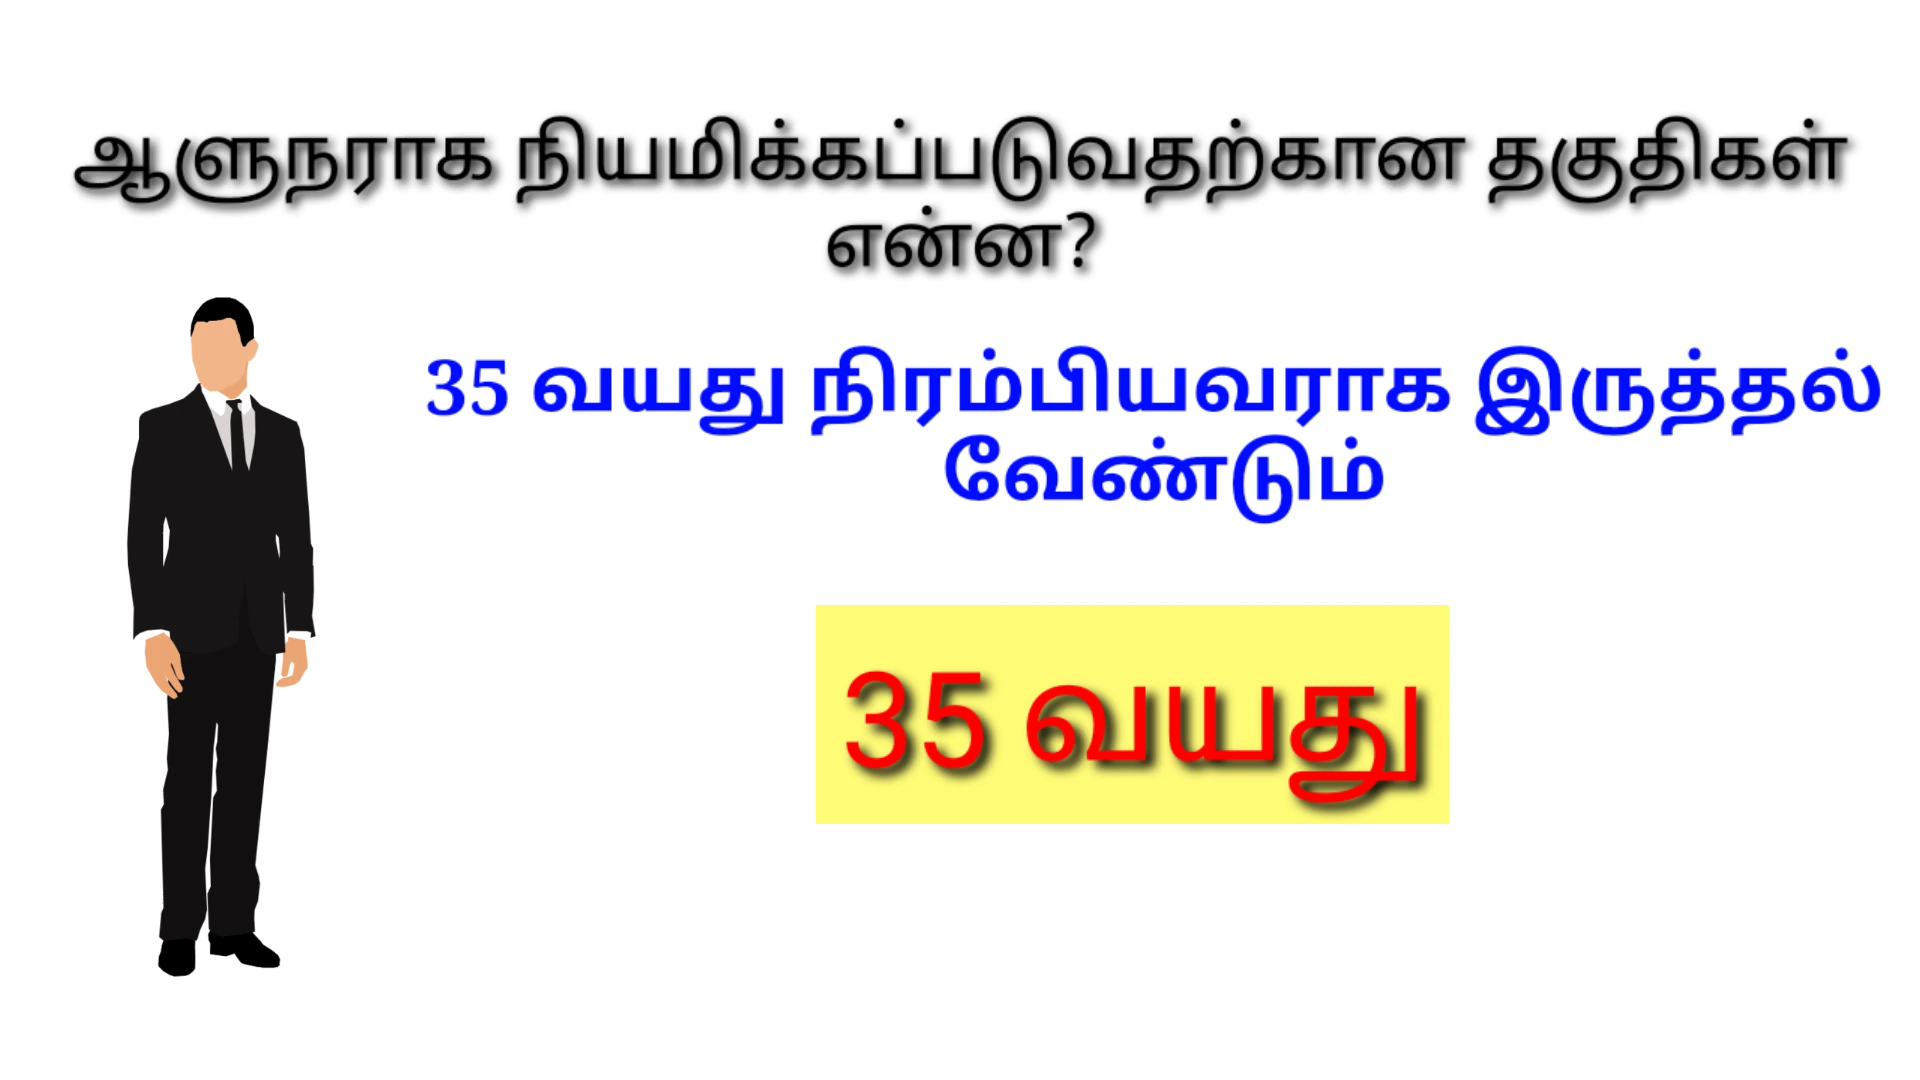 ஆளுநராக நியமிக்கப்படுவதற்கான தகுதிகள்
என்ன?
35 வயது நிரம்பியவராக இருத்தல்
வேண்டும்
35 வயது